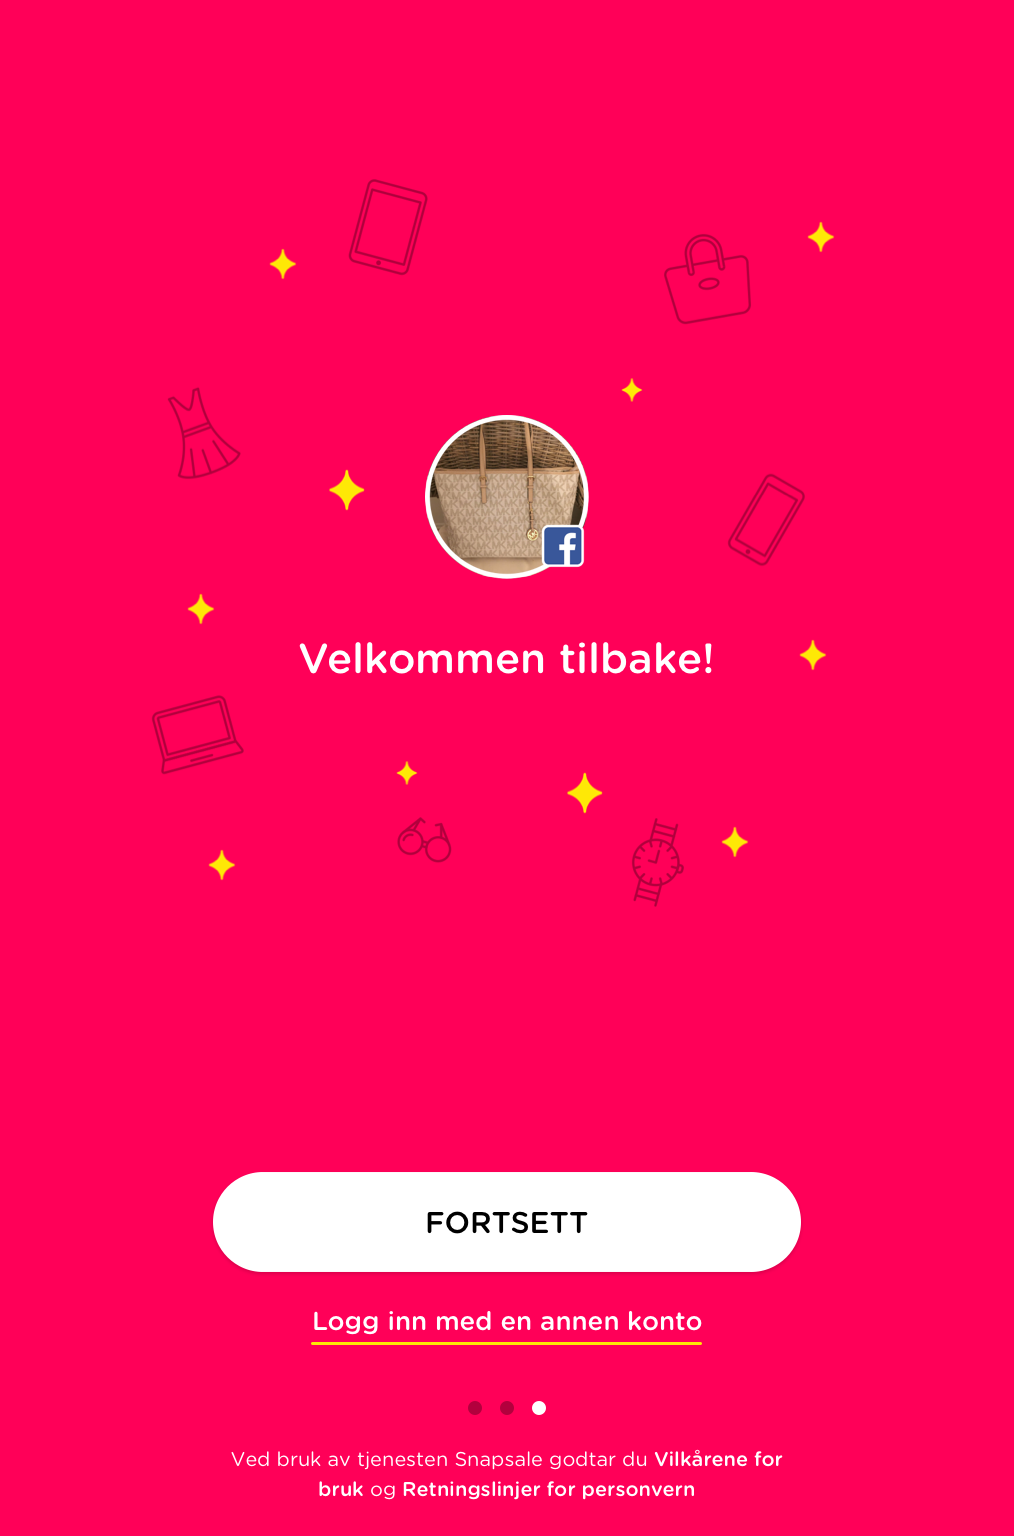 Velkommen tilbake!
FORTSETT
Logg inn med en annen konto
Ved bruk av tjenesten Snapsale godtar du Vilkårene for
bruk og Retningslinjer for personvern